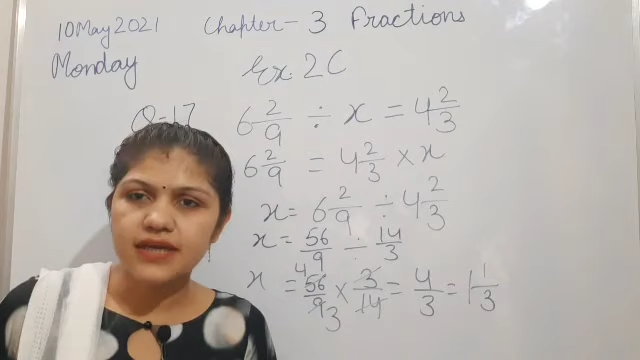 10 May 2021 Chapter - 3 Fractions
Monday Ex. 2C
Q-17 6 2/9 ÷ x = 4 2/3
6 2/9 = 4 2/3 × x
x = 6 2/9 ÷ 4 2/3
x = 56/9 ÷ 14/3
x = 4 56/9 3 × 3/14 = 4/3 = 1 1/3